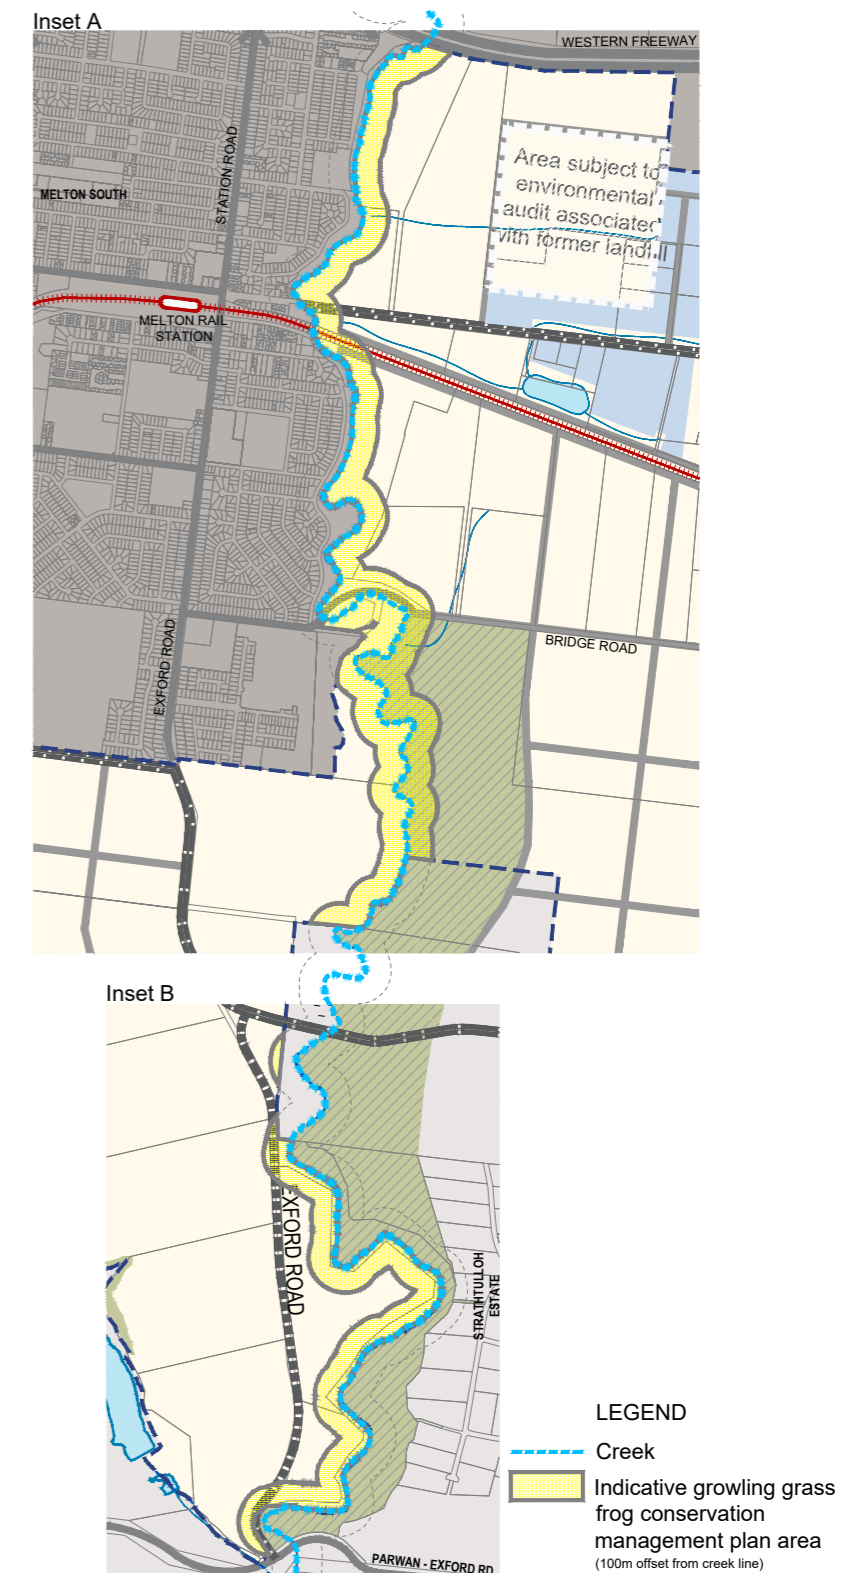 Inset A
WESTERN FREEWAY
Area subject to
environmental
audit associated
with former landfill
STATION ROAD
MELTON SOUTH
MELTON RAIL
STATION
BRIDGE ROAD
EXFORD ROAD
Inset B
EXFORD ROAD
STRATHTULLOH
ESTATE
PARWAN - EXFORD RD
LEGEND
Creek
Indicative growling grass
frog conservation
management plan area
(100m offset from creek line)